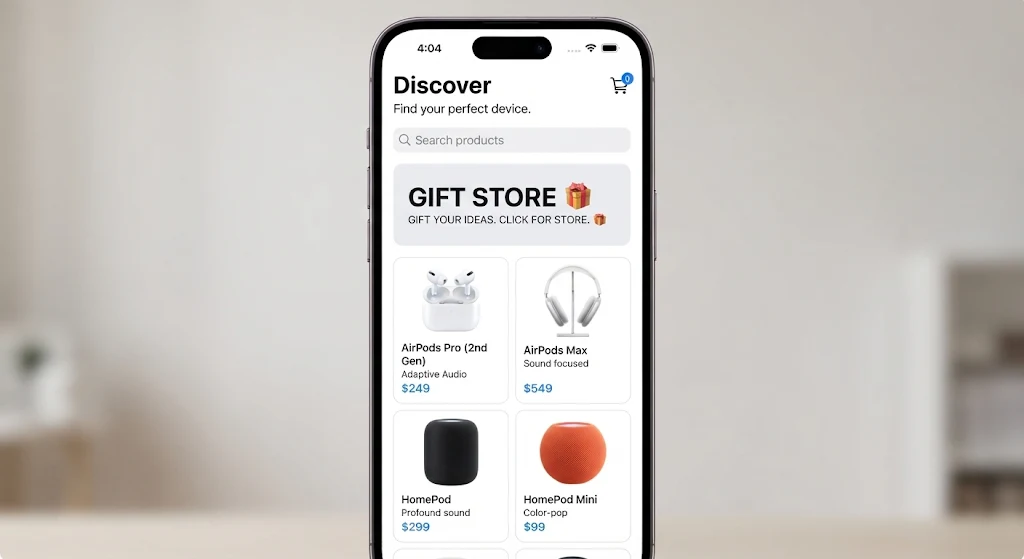 4:04
Discover
0
Find your perfect device.
Search products
GIFT STORE 🎁
GIFT YOUR IDEAS. CLICK FOR STORE. 🎁
AirPods Pro (2nd
Gen)
Adaptive Audio
$249
AirPods Max
Sound focused
$549
HomePod
Profound sound
$299
HomePod Mini
Color-pop
$99